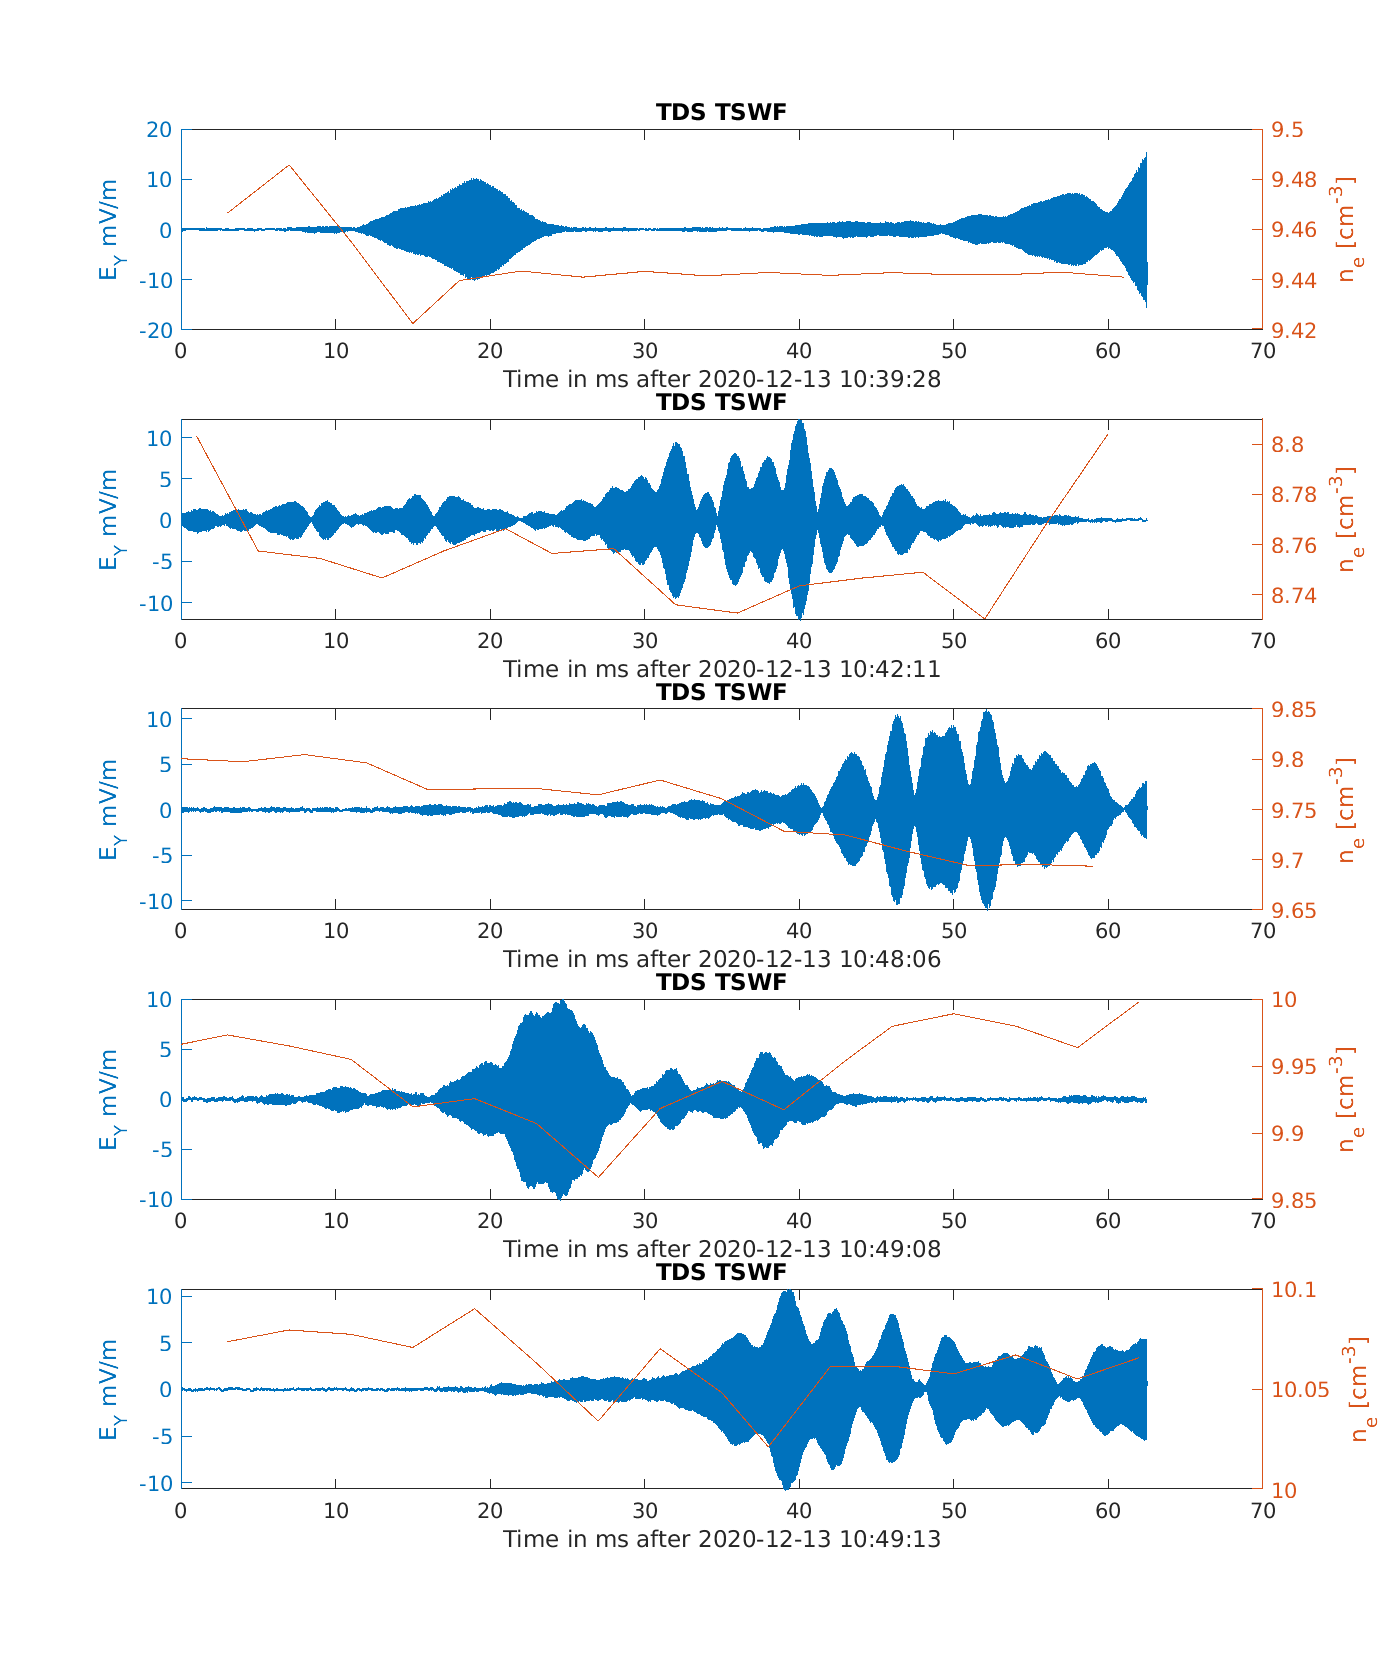 TDS TSWF
20
10
0
-10
-20
E_Y mV/m
9.5
9.48
9.46
9.44
9.42
n_e [cm^-3]
0 10 20 30 40 50 60 70
Time in ms after 2020-12-13 10:39:28
TDS TSWF
10
5
0
-5
-10
E_Y mV/m
8.8
8.78
8.76
8.74
n_e [cm^-3]
0 10 20 30 40 50 60 70
Time in ms after 2020-12-13 10:42:11
TDS TSWF
10
5
0
-5
-10
E_Y mV/m
9.85
9.8
9.75
9.7
9.65
n_e [cm^-3]
0 10 20 30 40 50 60 70
Time in ms after 2020-12-13 10:48:06
TDS TSWF
10
5
0
-5
-10
E_Y mV/m
10
9.95
9.9
9.85
n_e [cm^-3]
0 10 20 30 40 50 60 70
Time in ms after 2020-12-13 10:49:08
TDS TSWF
10
5
0
-5
-10
E_Y mV/m
10.1
10.05
10
n_e [cm^-3]
0 10 20 30 40 50 60 70
Time in ms after 2020-12-13 10:49:13